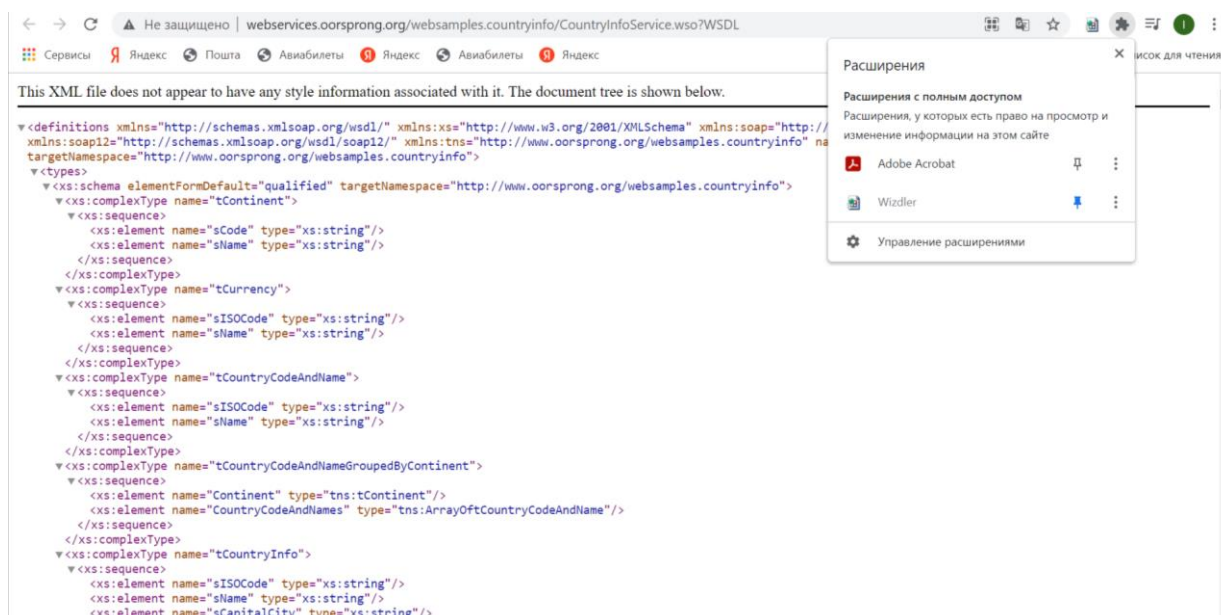 Не защищено | webservices.oorsprong.org/websamples.countryinfo/CountryInfoService.wso?WSDL
I
Сервисы Яндекс Почта Авиабилеты Яндекс Авиабилеты Яндекс
исок для чтения
This XML file does not appear to have any style information associated with it. The document tree is shown below.
▼<definitions xmlns="http://schemas.xmlsoap.org/wsdl/" xmlns:xs="http://www.w3.org/2001/XMLSchema" xmlns:soap="http://
xmlns:soap12="http://schemas.xmlsoap.org/wsdl/soap12/" xmlns:tns="http://www.oorsprong.org/websamples.countryinfo" na
targetNamespace="http://www.oorsprong.org/websamples.countryinfo">
▼<types>
▼<xs:schema elementFormDefault="qualified" targetNamespace="http://www.oorsprong.org/websamples.countryinfo">
▼<xs:complexType name="tContinent">
▼<xs:sequence>
<xs:element name="sCode" type="xs:string"/>
<xs:element name="sName" type="xs:string"/>
</xs:sequence>
</xs:complexType>
▼<xs:complexType name="tCurrency">
▼<xs:sequence>
<xs:element name="sISOCode" type="xs:string"/>
<xs:element name="sName" type="xs:string"/>
</xs:sequence>
</xs:complexType>
▼<xs:complexType name="tCountryCodeAndName">
▼<xs:sequence>
<xs:element name="sISOCode" type="xs:string"/>
<xs:element name="sName" type="xs:string"/>
</xs:sequence>
</xs:complexType>
▼<xs:complexType name="tCountryCodeAndNameGroupedByContinent">
▼<xs:sequence>
<xs:element name="Continent" type="tns:tContinent"/>
<xs:element name="CountryCodeAndNames" type="tns:ArrayOftCountryCodeAndName"/>
</xs:sequence>
</xs:complexType>
▼<xs:complexType name="tCountryInfo">
▼<xs:sequence>
<xs:element name="sISOCode" type="xs:string"/>
<xs:element name="sName" type="xs:string"/>
<xs:element name="sCapitalCity" type="xs:string"/>
Расширения
Расширения с полным доступом
Расширения, у которых есть право на просмотр и
изменение информации на этом сайте
Adobe Acrobat
Wizdler
Управление расширениями